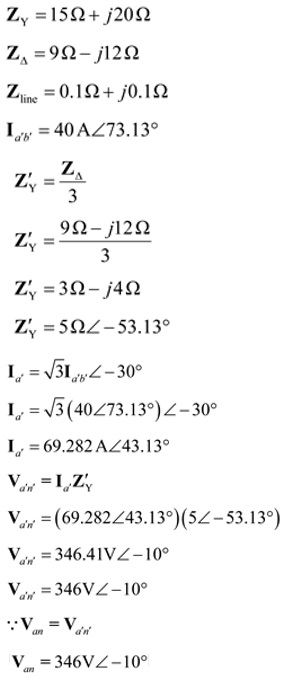 Z_Y = 15Ω + j20Ω
Z_Δ = 9Ω − j12Ω
Z_line = 0.1Ω + j0.1Ω
I_a'b' = 40 A∠73.13°
Z'_Y = Z_Δ / 3
Z'_Y = (9Ω − j12Ω) / 3
Z'_Y = 3Ω − j4Ω
Z'_Y = 5Ω∠−53.13°
I_a' = √3 I_a'b'∠−30°
I_a' = √3(40∠73.13°)∠−30°
I_a' = 69.282 A∠43.13°
V_a'n' = I_a' Z'_Y
V_a'n' = (69.282∠43.13°)(5∠−53.13°)
V_a'n' = 346.41V∠−10°
V_a'n' = 346V∠−10°
∵ V_an = V_a'n'
V_an = 346V∠−10°